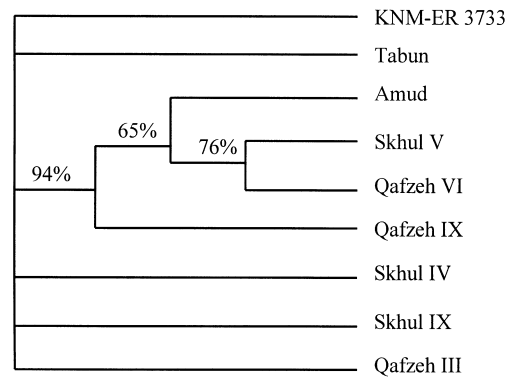 KNM-ER 3733
Tabun
Amud
65%
76%
Skhul V
94%
Qafzeh VI
Qafzeh IX
Skhul IV
Skhul IX
Qafzeh III